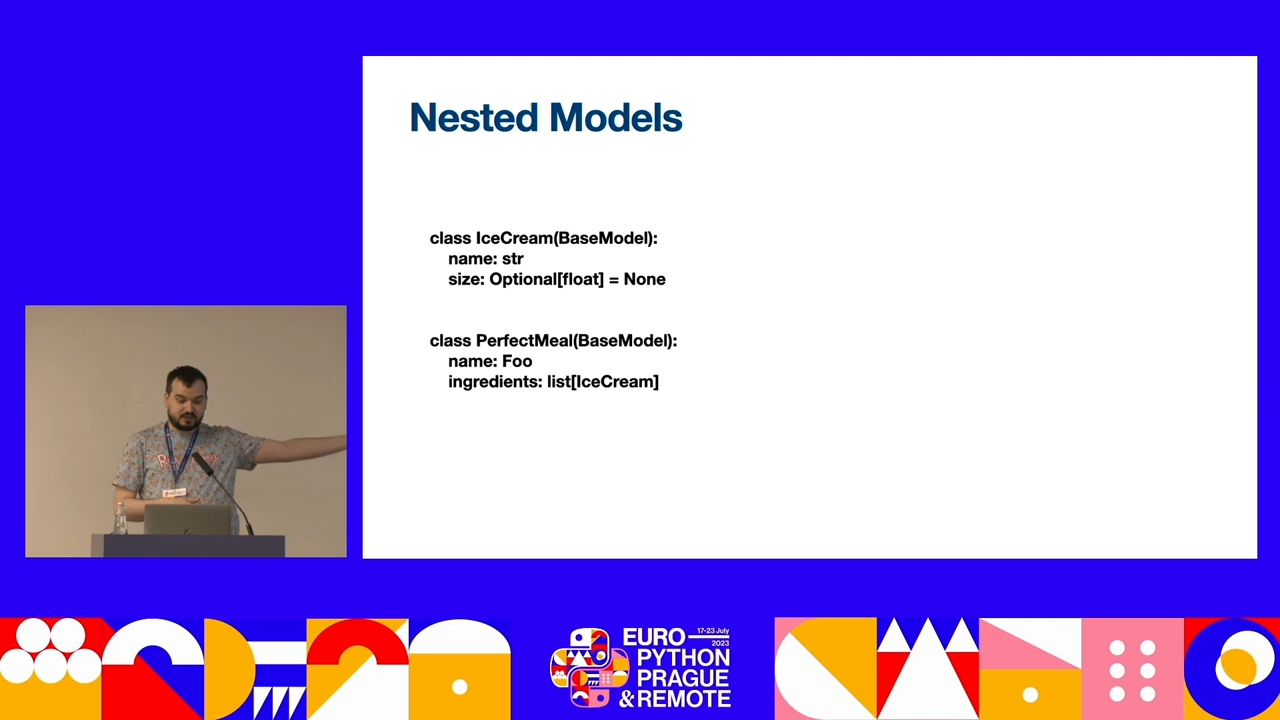 Nested Models
class IceCream(BaseModel):
name: str
size: Optional[float] = None
class PerfectMeal(BaseModel):
name: Foo
ingredients: list[IceCream]
EURO 17-23 July 2023
PYTHON
PRAGUE
& REMOTE